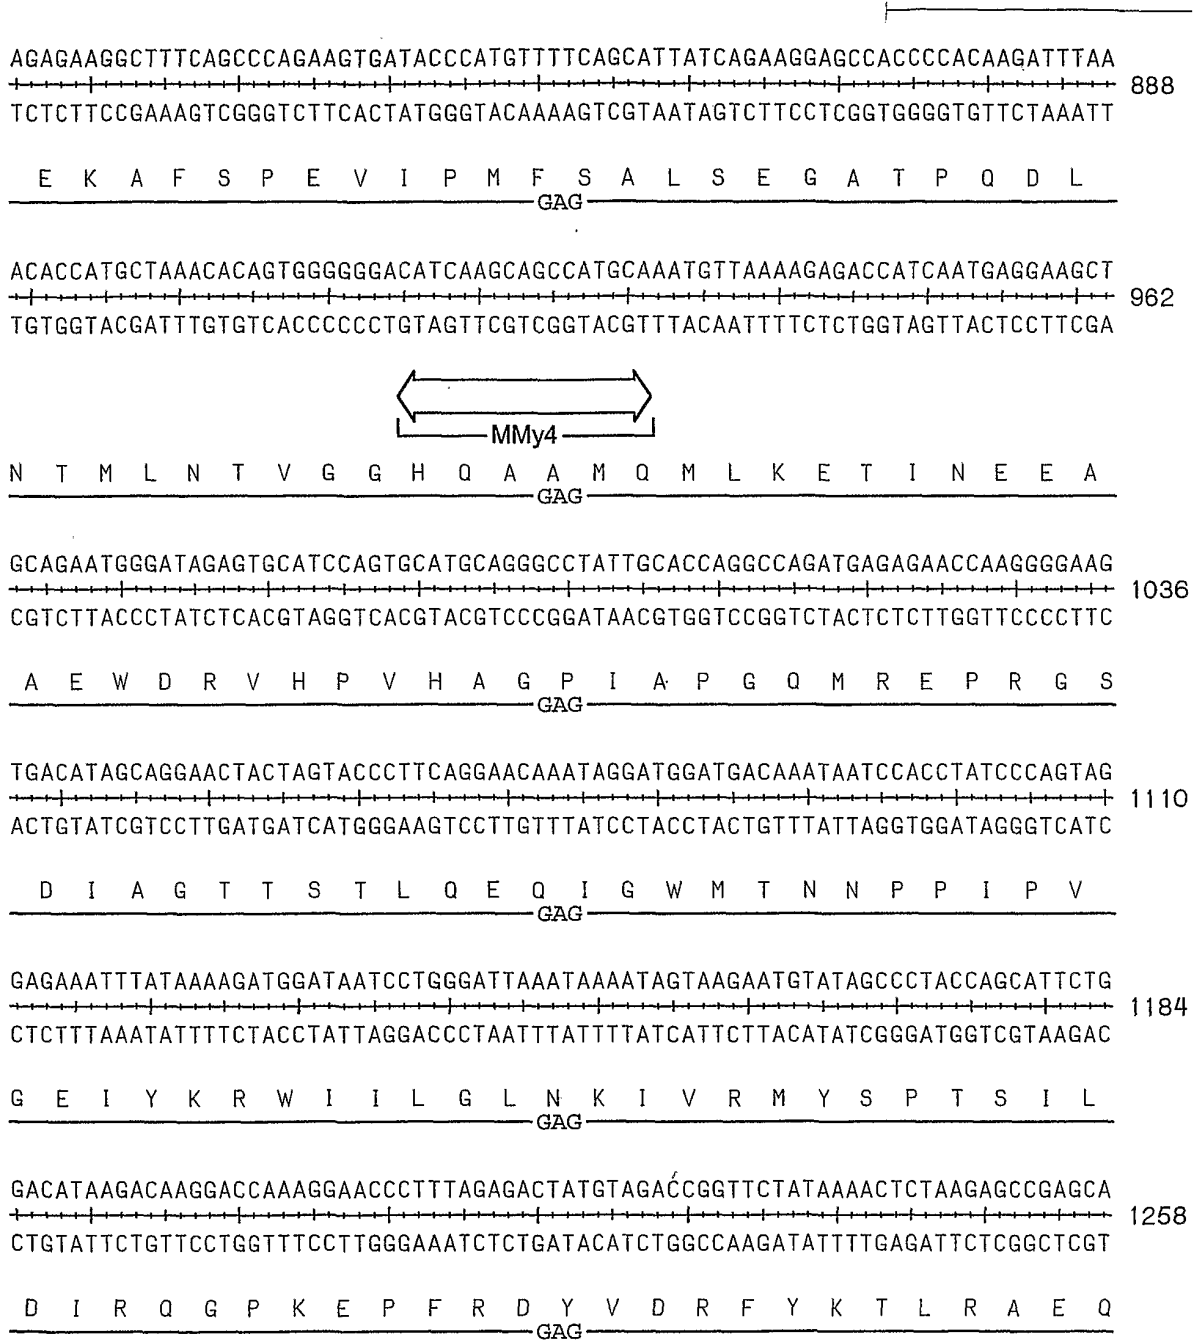 AGAGAAGGCTTTCAGCCCAGAAGTGATACCCATGTTTTCAGCATTATCAGAAGGAGCCACCCCACAAGATTTAA
888
TCTCTTCCGAAAGTCGGGTCTTCACTATGGGTACAAAAGTCGTAATAGTCTTCCTCGGTGGGGTGTTCTAAATT
E K A F S P E V I P M F S A L S E G A T P Q D L
GAG
ACACCATGCTAAACACAGTGGGGGGACATCAAGCAGCCATGCAAATGTTAAAAGAGACCATCAATGAGGAAGCT
962
TGTGGTACGATTTGTGTCACCCCCCTGTAGTTCGTCGGTACGTTTACAATTTTCTCTGGTAGTTACTCCTTCGA
MMy4
N T M L N T V G G H Q A A M Q M L K E T I N E E A
GAG
GCAGAATGGGATAGAGTGCATCCAGTGCATGCAGGGCCTATTGCACCAGGCCAGATGAGAGAACCAAGGGGAAG
1036
CGTCTTACCCTATCTCACGTAGGTCACGTACGTCCCGGATAACGTGGTCCGGTCTACTCTCTTGGTTCCCCTTC
A E W D R V H P V H A G P I A P G Q M R E P R G S
GAG
TGACATAGCAGGAACTACTAGTACCCTTCAGGAACAAATAGGATGGATGACAAATAATCCACCTATCCCAGTAG
1110
ACTGTATCGTCCTTGATGATCATGGGAAGTCCTTGTTTATCCTACCTACTGTTTATTAGGTGGATAGGGTCATC
D I A G T T S T L Q E Q I G W M T N N P P I P V
GAG
GAGAAATTTATAAAAGATGGATAATCCTGGGATTAAATAAAATAGTAAGAATGTATAGCCCTACCAGCATTCTG
1184
CTCTTTAAATATTTTCTACCTATTAGGACCCTAATTTATTTTATCATTCTTACATATCGGGATGGTCGTAAGAC
G E I Y K R W I I L G L N K I V R M Y S P T S I L
GAG
GACATAAGACAAGGACCAAAGGAACCCTTTAGAGACTATGTAGACCGGTTCTATAAAACTCTAAGAGCCGAGCA
1258
CTGTATTCTGTTCCTGGTTTCCTTGGGAAATCTCTGATACATCTGGCCAAGATATTTTGAGATTCTCGGCTCGT
D I R Q G P K E P F R D Y V D R F Y K T L R A E Q
GAG